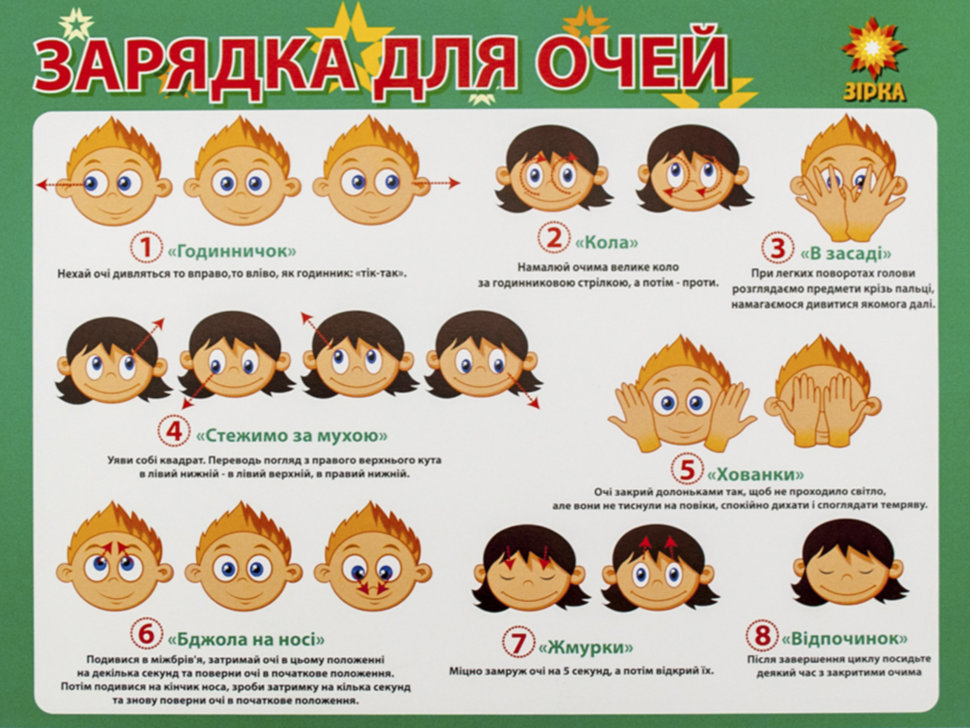 ЗАРЯДКА ДЛЯ ОЧЕЙ
ЗІРКА
1 «Годинничок»
Нехай очі дивляться то вправо,то вліво, як годинник: «тік-так».
2 «Кола»
Намалюй очима велике коло
за годинниковою стрілкою, а потім - проти.
3 «В засаді»
При легких поворотах голови
розглядаємо предмети крізь пальці,
намагаємося дивитися якомога далі.
4 «Стежимо за мухою»
Уяви собі квадрат. Переводь погляд з правого верхнього кута
в лівий нижній - в лівий верхній, в правий нижній.
5 «Хованки»
Очі закрий долоньками так, щоб не проходило світло,
але вони не тиснули на повіки, спокійно дихати і споглядати темряву.
6 «Бджола на носі»
Подивися в міжбрів'я, затримай очі в цьому положенні
на декілька секунд та поверни очі в початкове положення.
Потім подивися на кінчик носа, зроби затримку на кілька секунд
та знову поверни очі в початкове положення.
7 «Жмурки»
Міцно замруж очі на 5 секунд, а потім відкрий їх.
8 «Відпочинок»
Після завершення циклу посидьте
деякий час з закритими очима